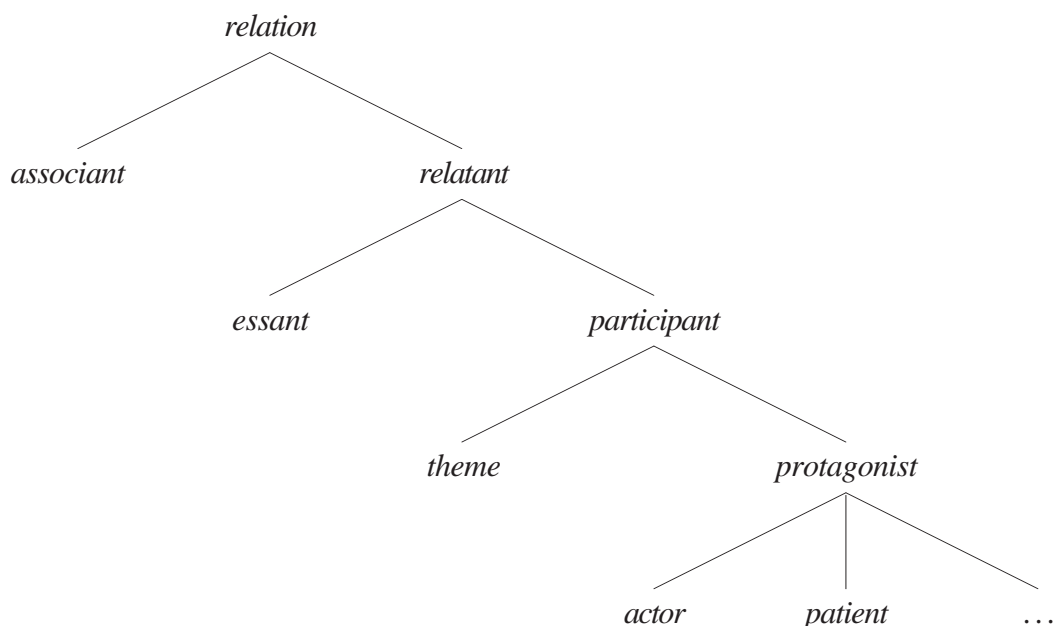 relation
associant relatant
essant participant
theme protagonist
actor patient …